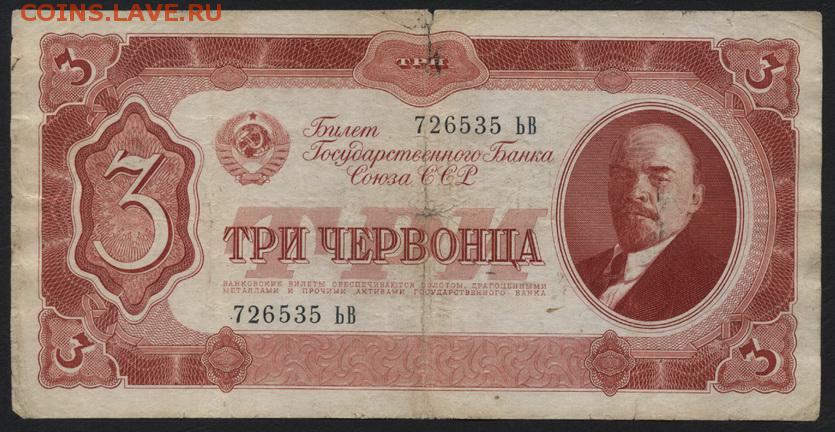 COINS.LAVE.RU
3 ТРИ 3
Билет 726535 ЬВ
Государственного Банка
Союза ССР
3
ТРИ
ТРИ ЧЕРВОНЦА
БАНКОВСКИЕ БИЛЕТЫ ОБЕСПЕЧИВАЮТСЯ ЗОЛОТОМ, ДРАГОЦЕННЫМИ
МЕТАЛЛАМИ И ПРОЧИМИ АКТИВАМИ ГОСУДАРСТВЕННОГО БАНКА
726535 ЬВ
3 3